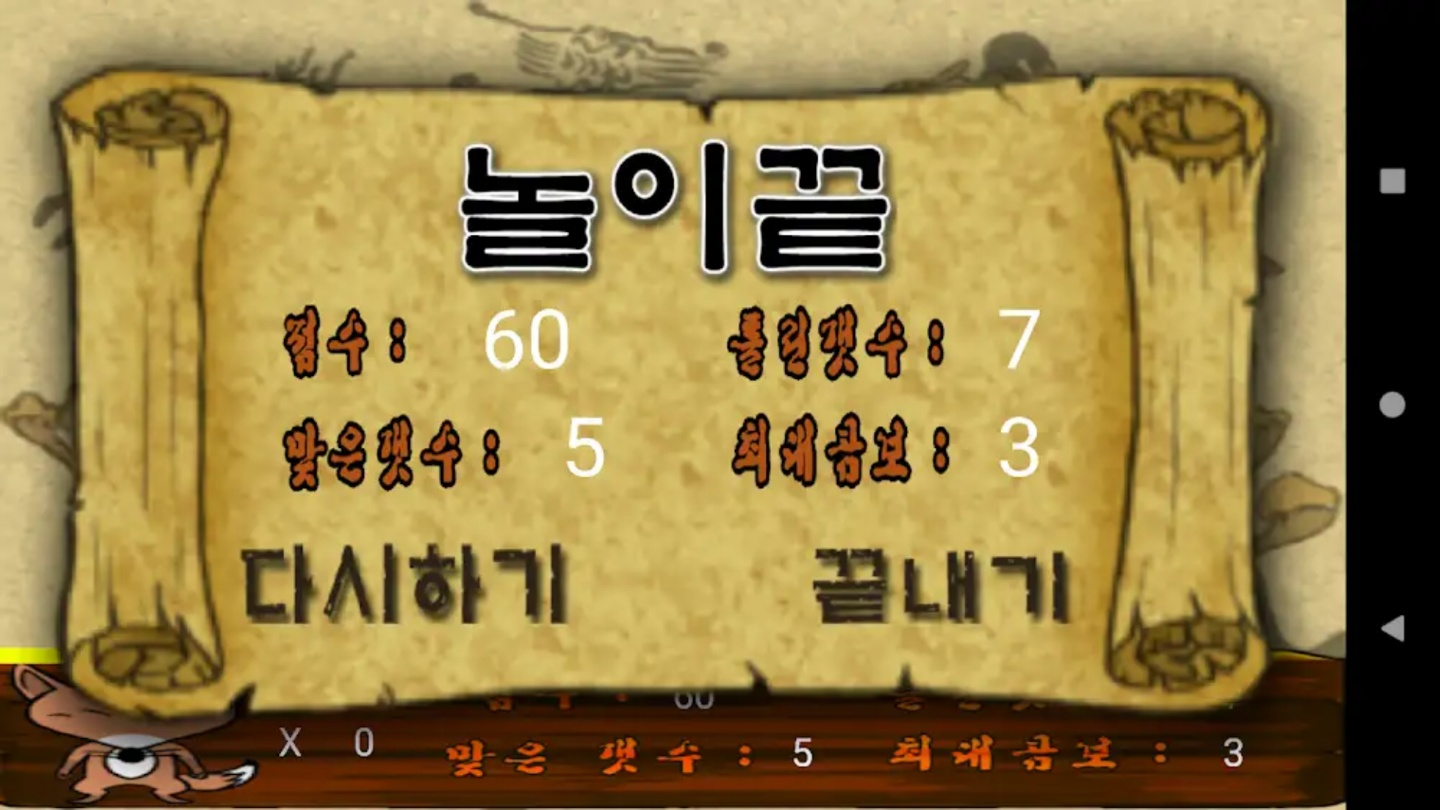 놀이끝
점수 : 60 틀린갯수 : 7
맞은갯수 : 5 최대콤보 : 3
다시하기 끝내기
60
X 0 맞은 갯수 : 5 최대콤보 : 3